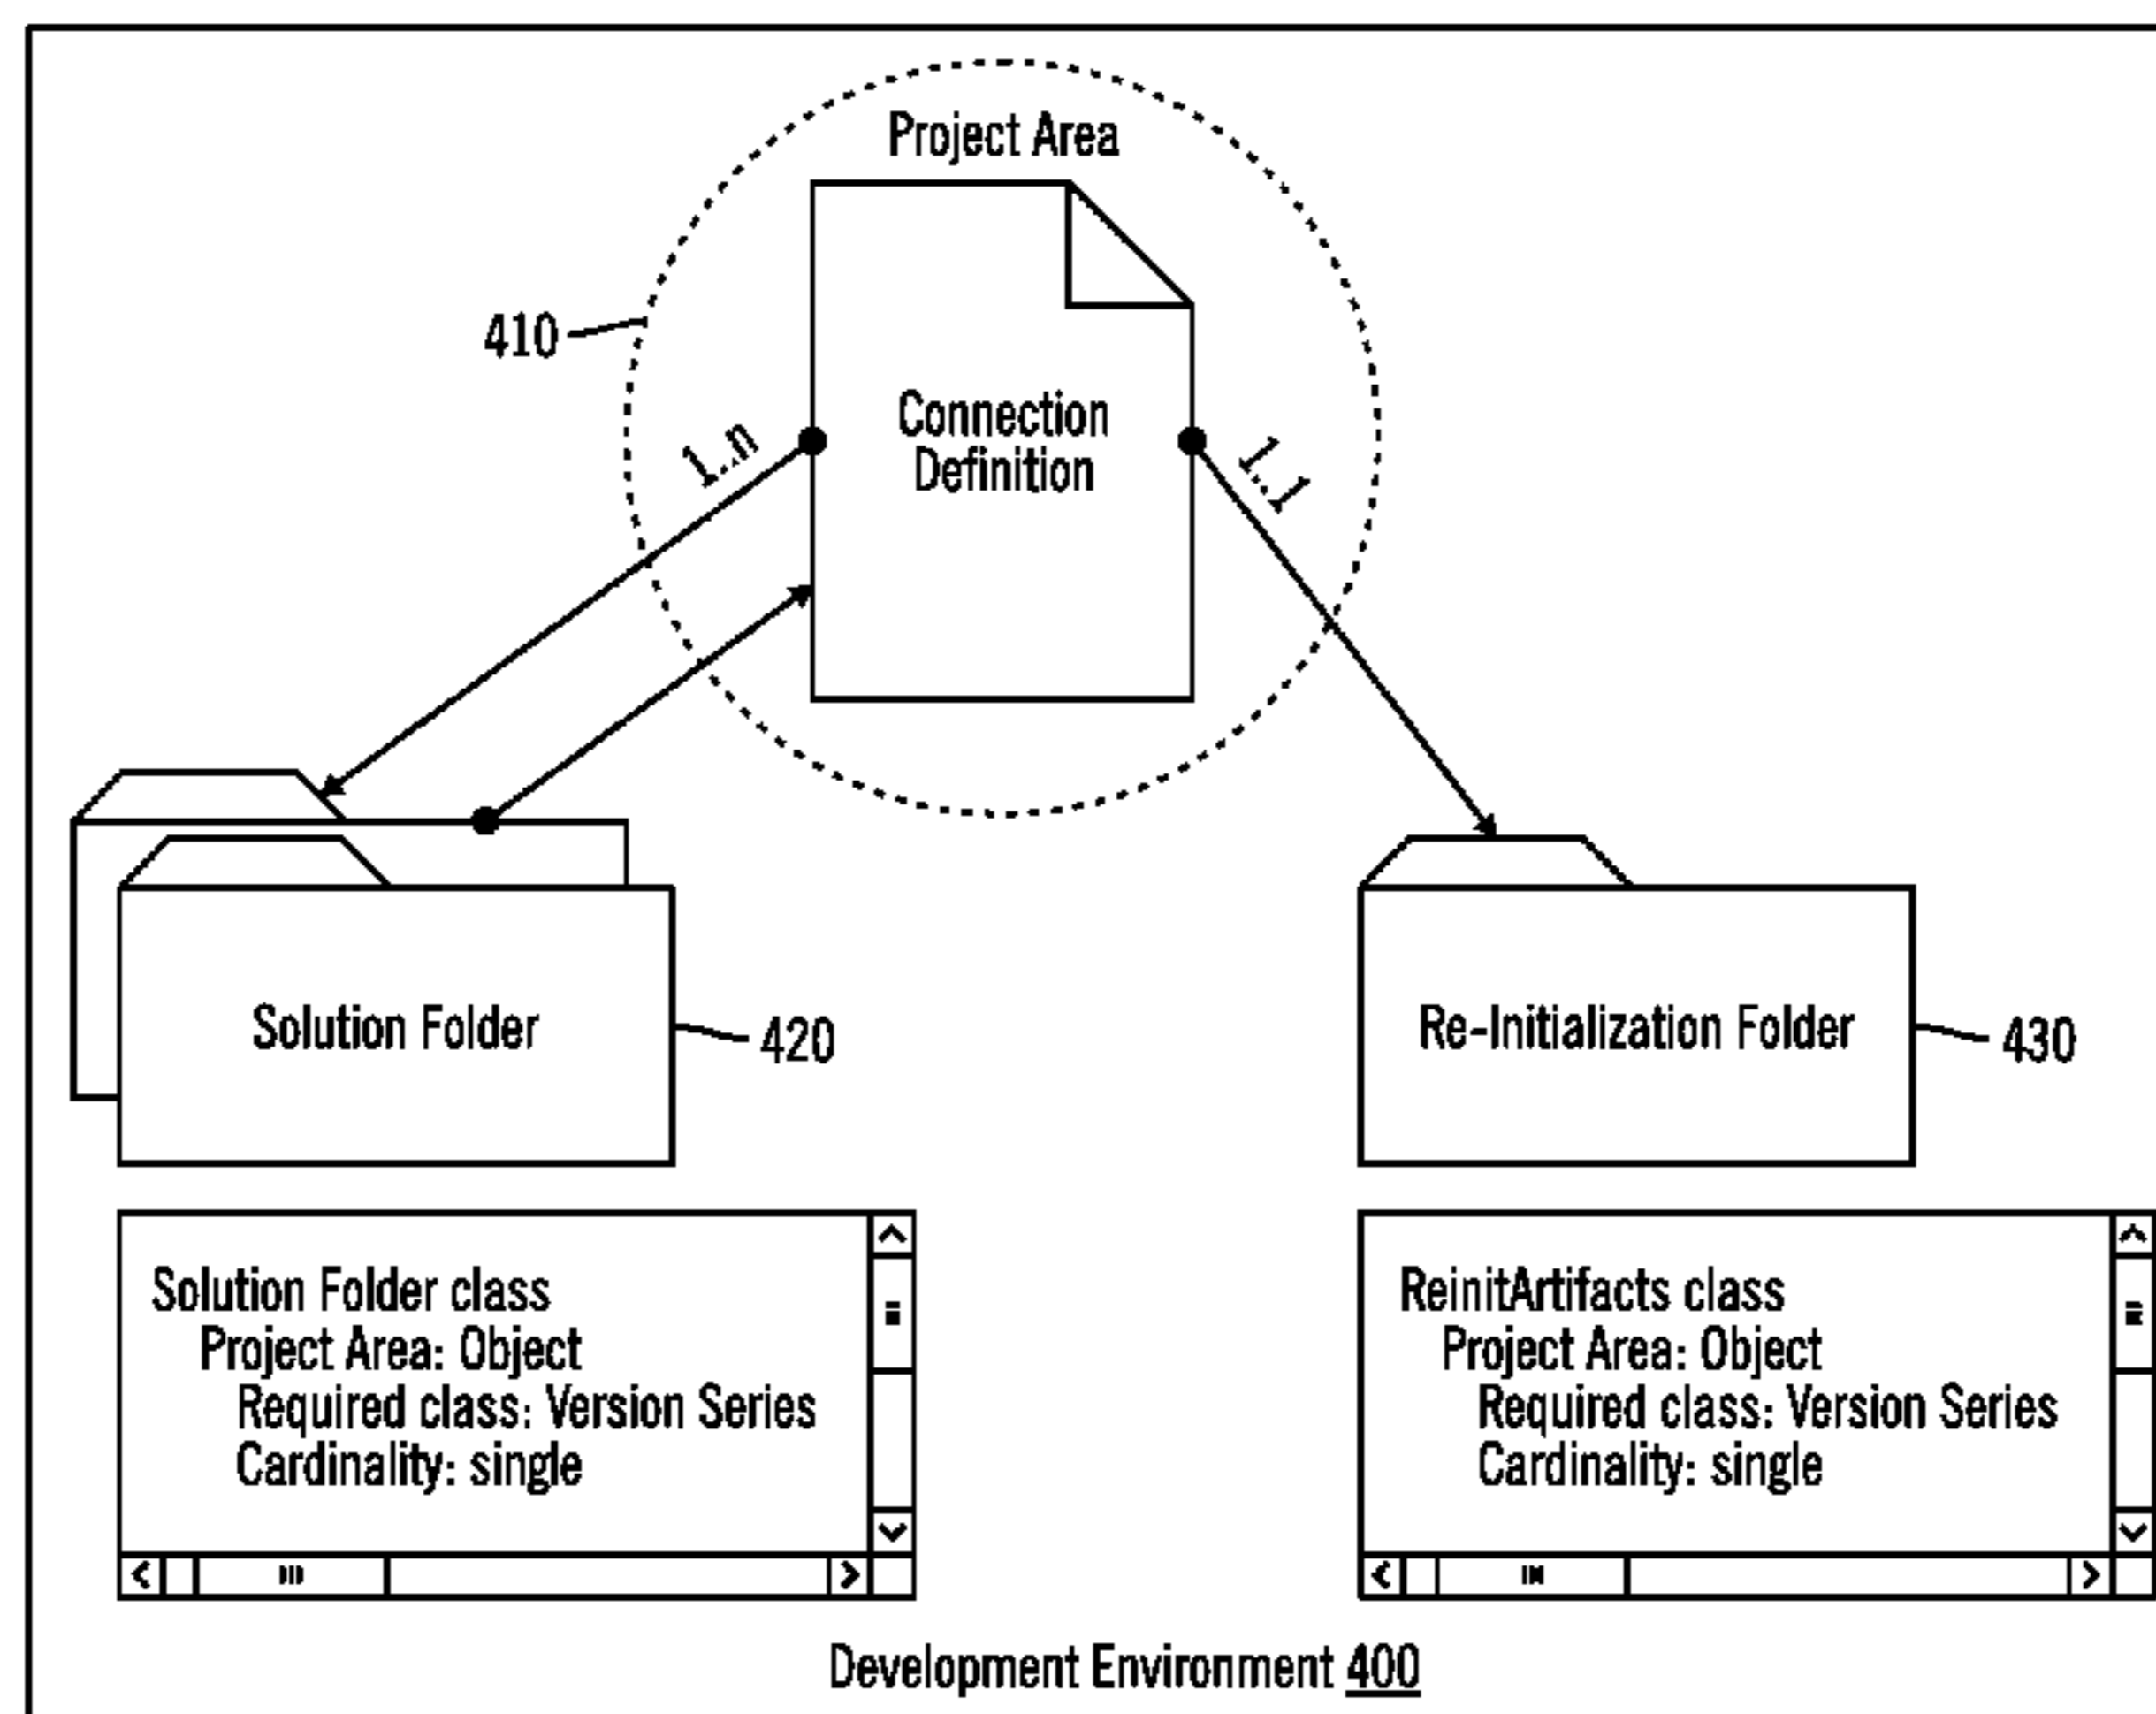 Project Area
410
Connection
Definition
1..n
1..1
Solution Folder
420
Re-Initialization Folder
430
Solution Folder class
Project Area: Object
Required class: Version Series
Cardinality: single
ReinitArtifacts class
Project Area: Object
Required class: Version Series
Cardinality: single
Development Environment 400